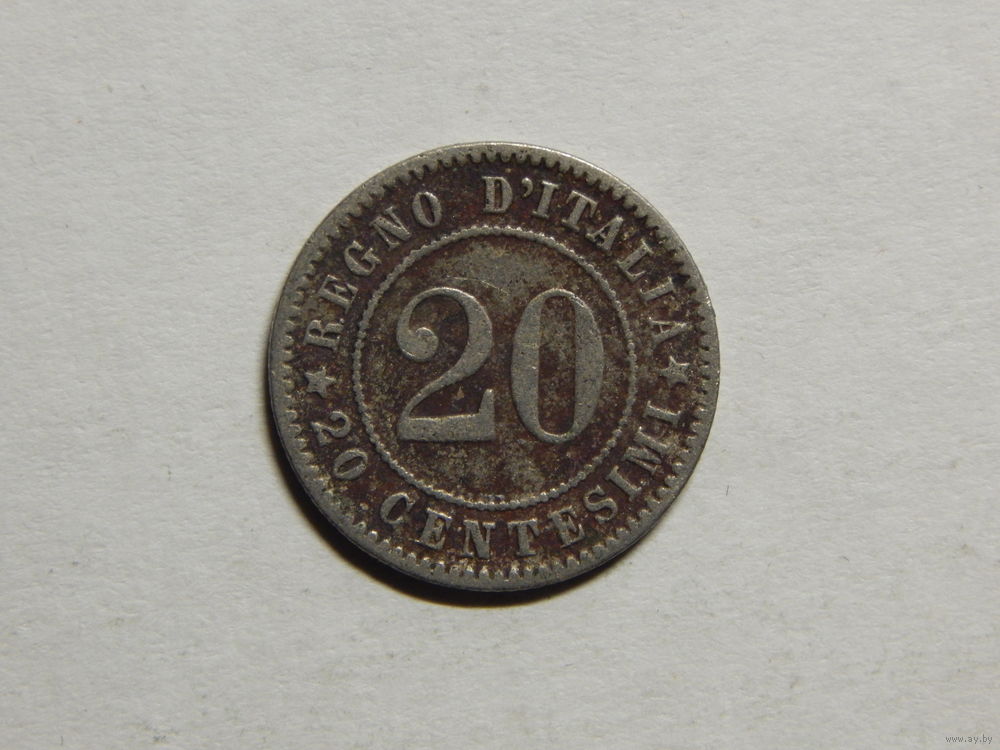 ★ REGNO D'ITALIA ★
20 CENTESIMI
20
www.ay.by